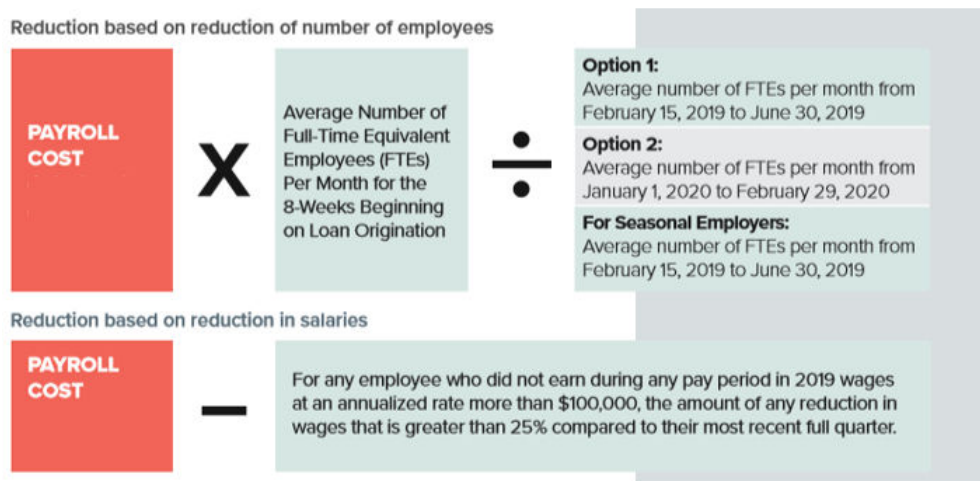 Reduction based on reduction of number of employees
PAYROLL
COST
X
Average Number of
Full-Time Equivalent
Employees (FTEs)
Per Month for the
8-Weeks Beginning
on Loan Origination
÷
Option 1:
Average number of FTEs per month from
February 15, 2019 to June 30, 2019
Option 2:
Average number of FTEs per month from
January 1, 2020 to February 29, 2020
For Seasonal Employers:
Average number of FTEs per month from
February 15, 2019 to June 30, 2019
Reduction based on reduction in salaries
PAYROLL
COST
–
For any employee who did not earn during any pay period in 2019 wages
at an annualized rate more than $100,000, the amount of any reduction in
wages that is greater than 25% compared to their most recent full quarter.